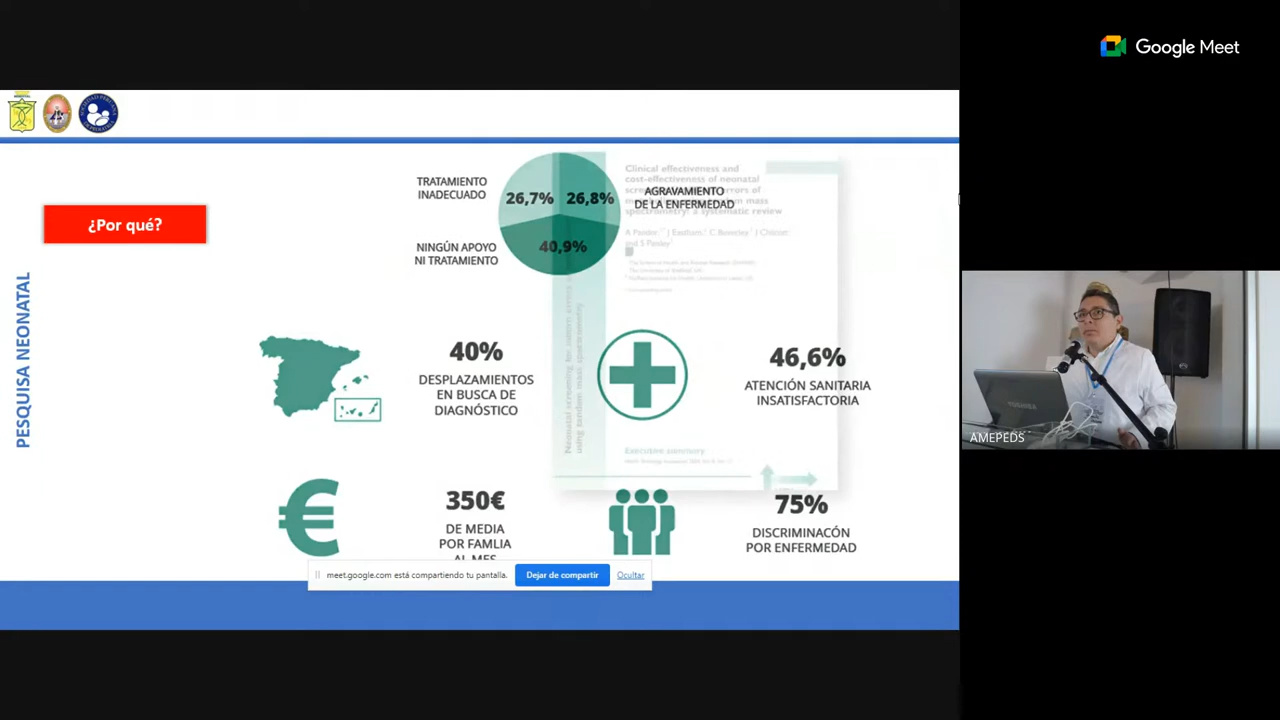 Google Meet
¿Por qué?
PESQUISA NEONATAL
TRATAMIENTO
INADECUADO
26,7%
26,8%
AGRAVAMIENTO
DE LA ENFERMEDAD
NINGÚN APOYO
NI TRATAMIENTO
40,9%
Clinical effectiveness and
cost-effectiveness of neonatal
spectrometry: a systematic review
and S Paisley
40%
DESPLAZAMIENTOS
EN BUSCA DE
DIAGNÓSTICO
46,6%
ATENCIÓN SANITARIA
INSATISFACTORIA
Executive summary
350€
DE MEDIA
POR FAMLIA
AL MES
75%
DISCRIMINACÓN
POR ENFERMEDAD
meet.google.com está compartiendo tu pantalla.
Dejar de compartir
Ocultar
AMEPEDS
TOSHIBA